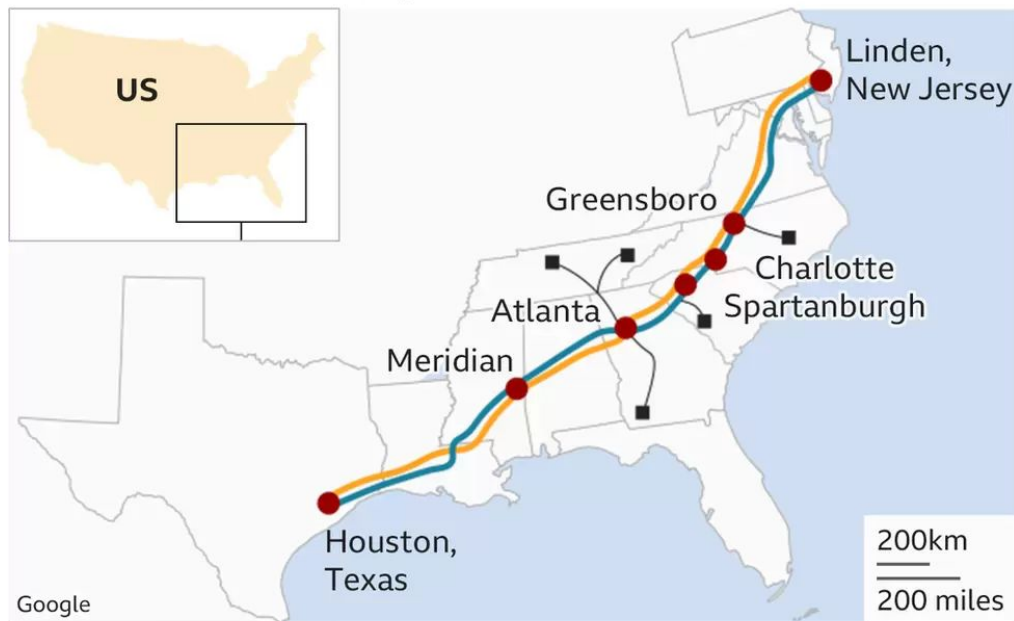 US
Linden,
New Jersey
Greensboro
Charlotte
Spartanburgh
Atlanta
Meridian
Houston,
Texas
200km
200 miles
Google